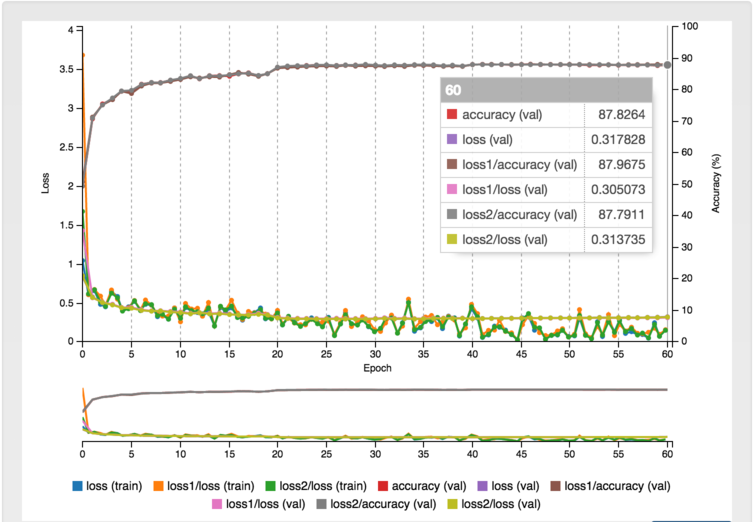 4
100
3.5
90
3
80
2.5
70
2
60
1.5
50
1
40
0.5
30
0
20
10
0
Loss
Accuracy (%)
60
accuracy (val) 87.8264
loss (val) 0.317828
loss1/accuracy (val) 87.9675
loss1/loss (val) 0.305073
loss2/accuracy (val) 87.7911
loss2/loss (val) 0.313735
0 5 10 15 20 25 30 35 40 45 50 55 60
Epoch
0 5 10 15 20 25 30 35 40 45 50 55 60
loss (train) loss1/loss (train) loss2/loss (train) accuracy (val) loss (val) loss1/accuracy (val)
loss1/loss (val) loss2/accuracy (val) loss2/loss (val)